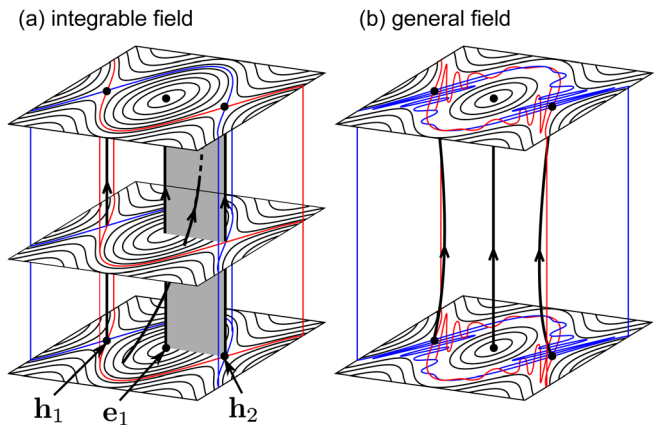 (a) integrable field
(b) general field
h₁
e₁
h₂